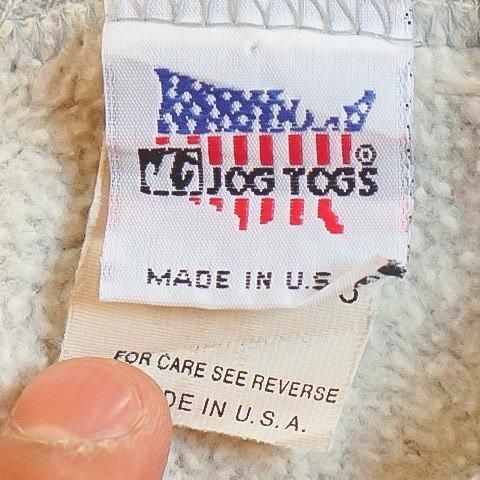 JOG TOGS®
MADE IN U.S
FOR CARE SEE REVERSE
DE IN U.S.A.